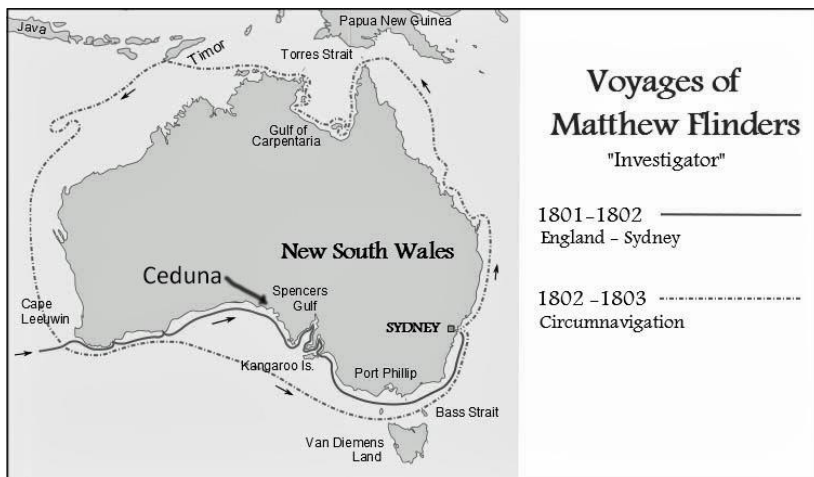 Java
Papua New Guinea
Timor
Torres Strait
Gulf of
Carpentaria
New South Wales
Ceduna
Spencers
Gulf
Cape
Leeuwin
SYDNEY
Kangaroo Is.
Port Phillip
Bass Strait
Van Diemens
Land
Voyages of
Matthew Flinders
"Investigator"
1801-1802
England - Sydney
1802 -1803
Circumnavigation